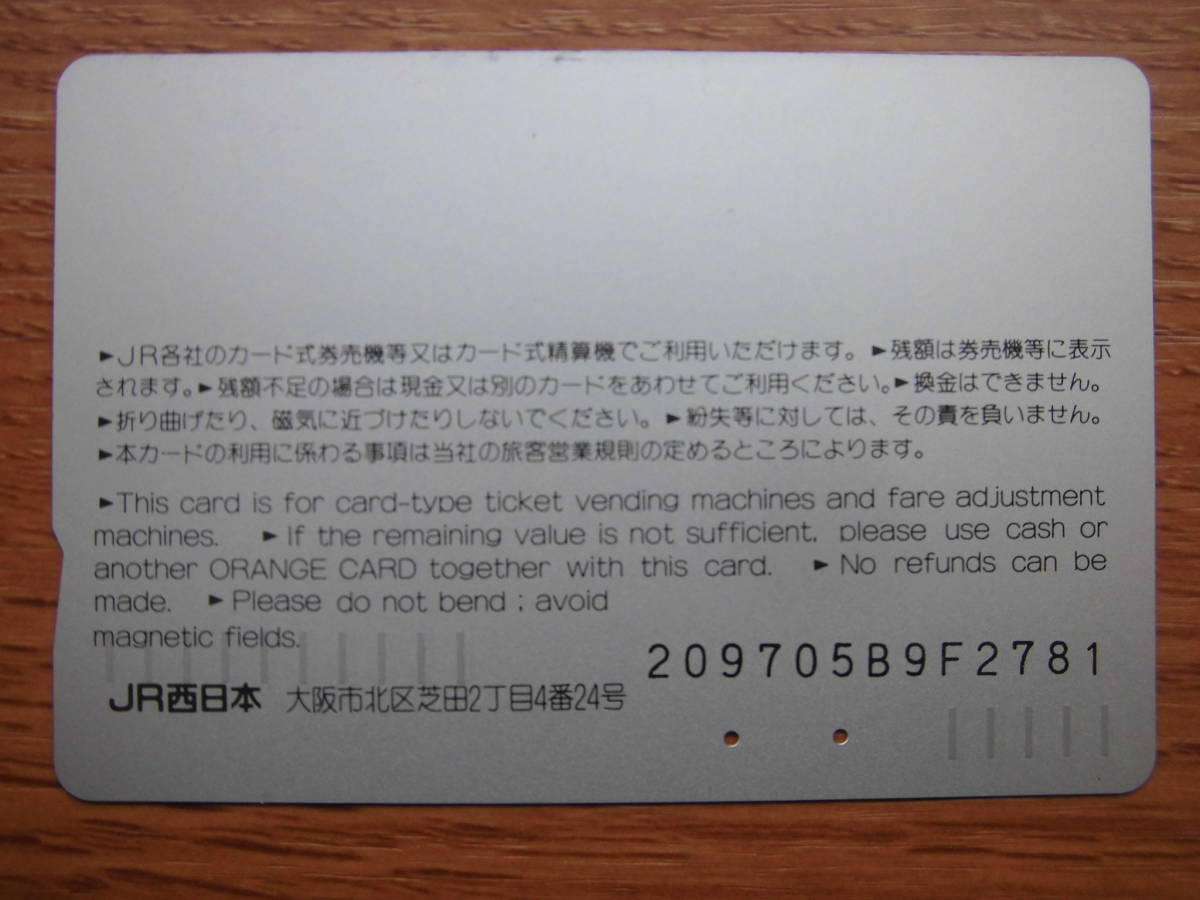 ►JR各社のカード式券売機等又はカード式精算機でご利用いただけます。►残額は券売機等に表示
されます。►残額不足の場合は現金又は別のカードをあわせてご利用ください。►換金はできません。
►折り曲げたり、磁気に近づけたりしないでください。►紛失等に対しては、その責を負いません。
►本カードの利用に係わる事項は当社の旅客営業規則の定めるところによります。
►This card is for card-type ticket vending machines and fare adjustment
machines. ►If the remaining value is not sufficient, please use cash or
another ORANGE CARD together with this card. ►No refunds can be
made. ►Please do not bend; avoid
magnetic fields.
209705B9F2781
JR西日本 大阪市北区芝田2丁目4番24号